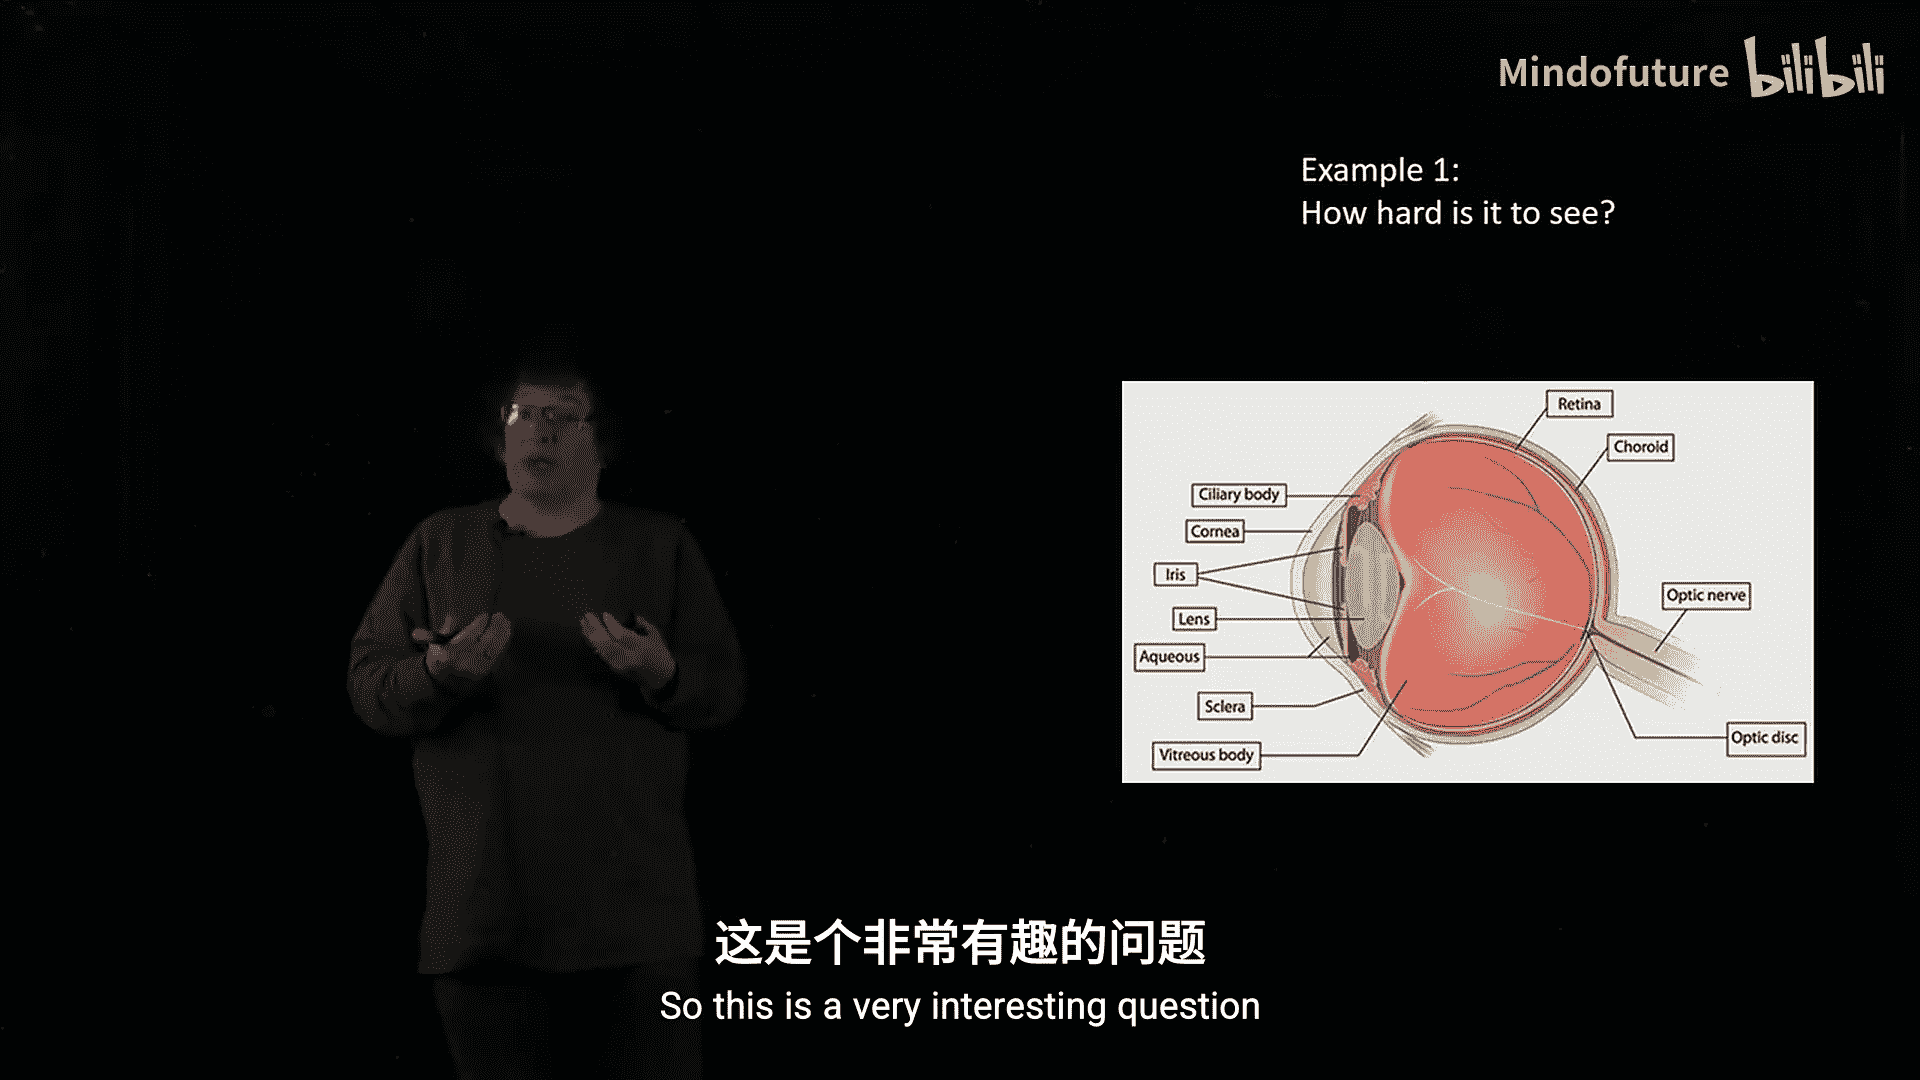 Mindofuture bilibili
Example 1:
How hard is it to see?
Retina
Choroid
Ciliary body
Cornea
Iris
Optic nerve
Lens
Aqueous
Sclera
Optic disc
Vitreous body
这是个非常有趣的问题
So this is a very interesting question